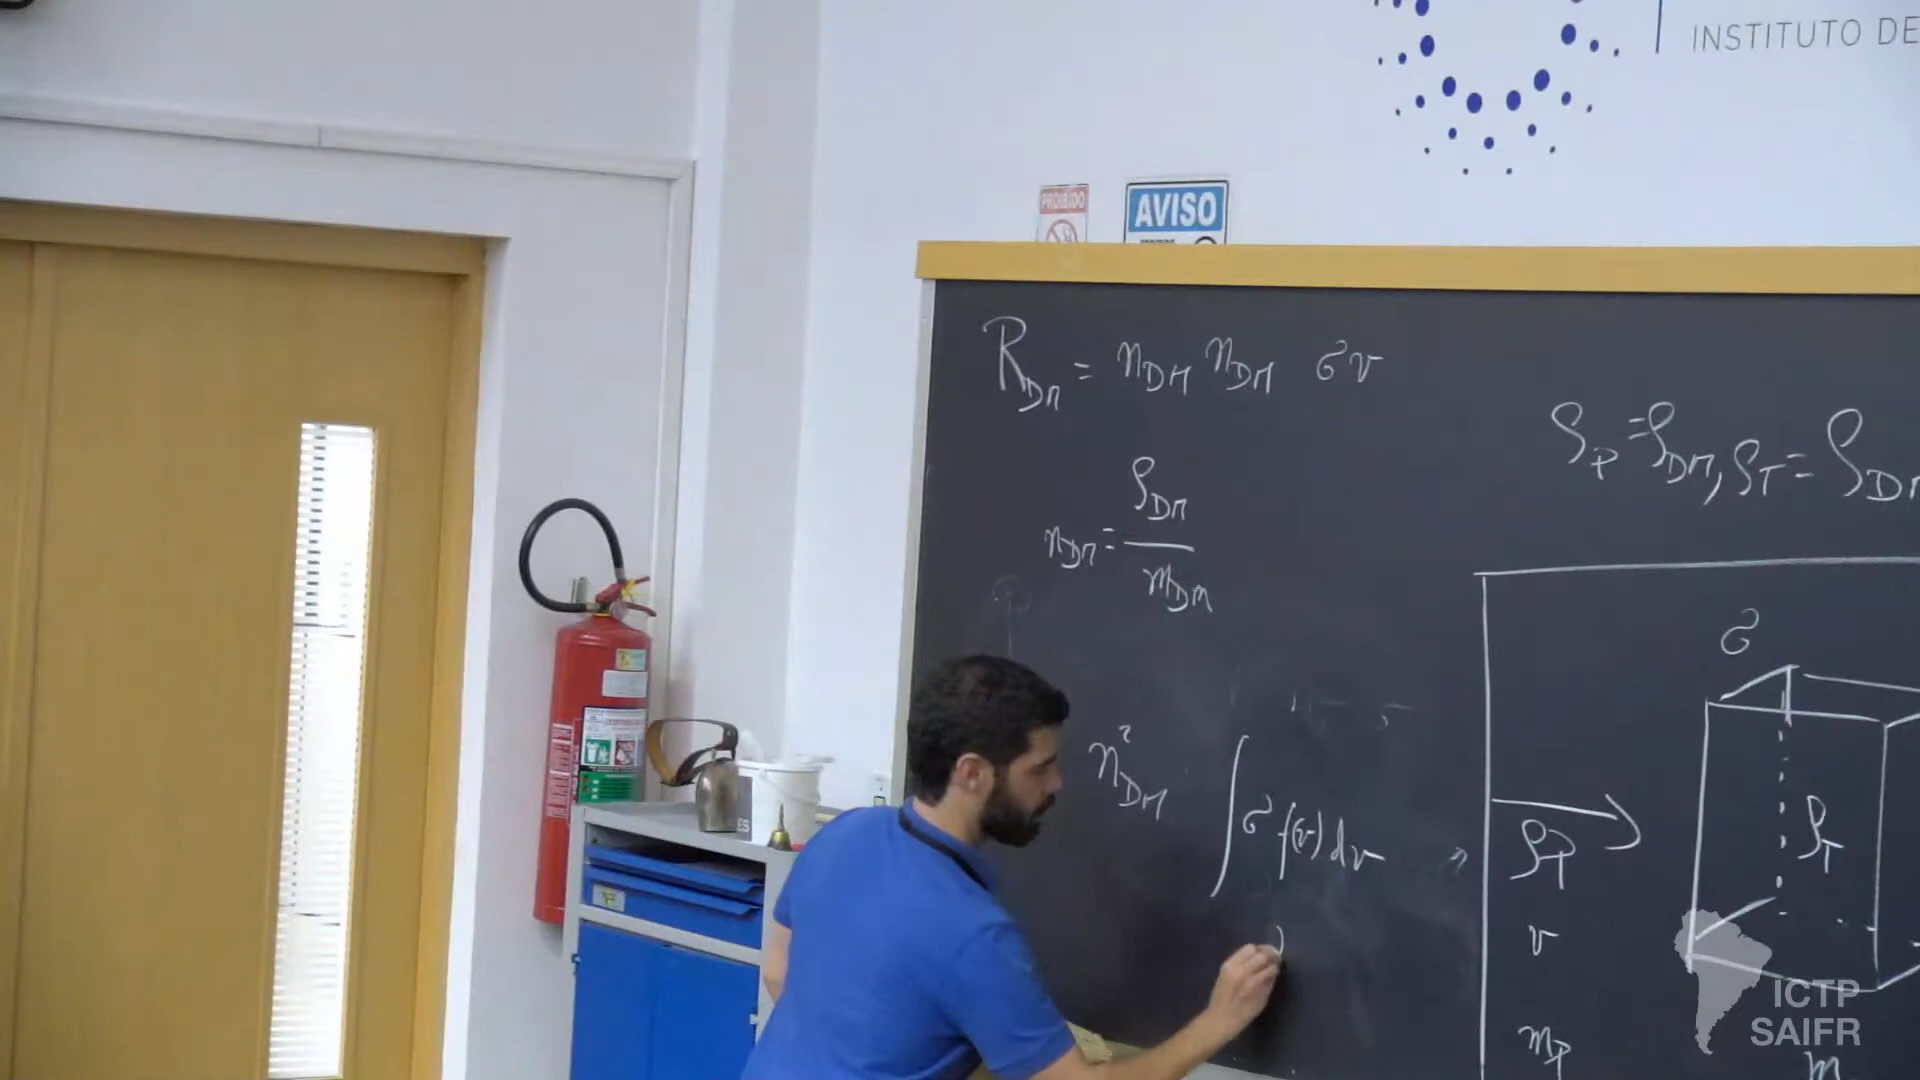 INSTITUTO DE
PROIBIDO
AVISO
R_DM = n_DM n_DM σv
ρ_P = ρ_DM, ρ_T = ρ_DM
n_DM = ρ_DM / m_DM
σ
n²_DM ∫ σ f(v) dv
ρ_P
ρ_T
v
m_P
m
ICTP
SAIFR